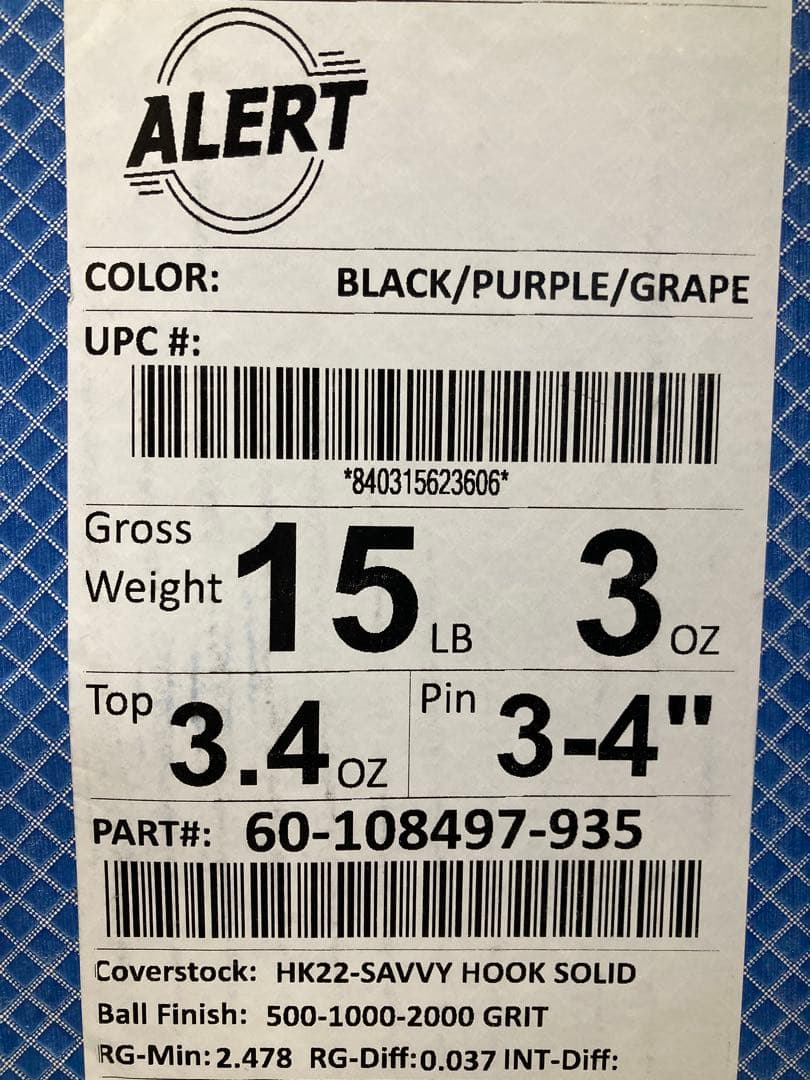 ALERT
COLOR: BLACK/PURPLE/GRAPE
UPC #:
*840315623606*
Gross Weight 15 LB 3 OZ
Top 3.4 OZ Pin 3-4"
PART#: 60-108497-935
Coverstock: HK22-SAVVY HOOK SOLID
Ball Finish: 500-1000-2000 GRIT
RG-Min: 2.478 RG-Diff: 0.037 INT-Diff: